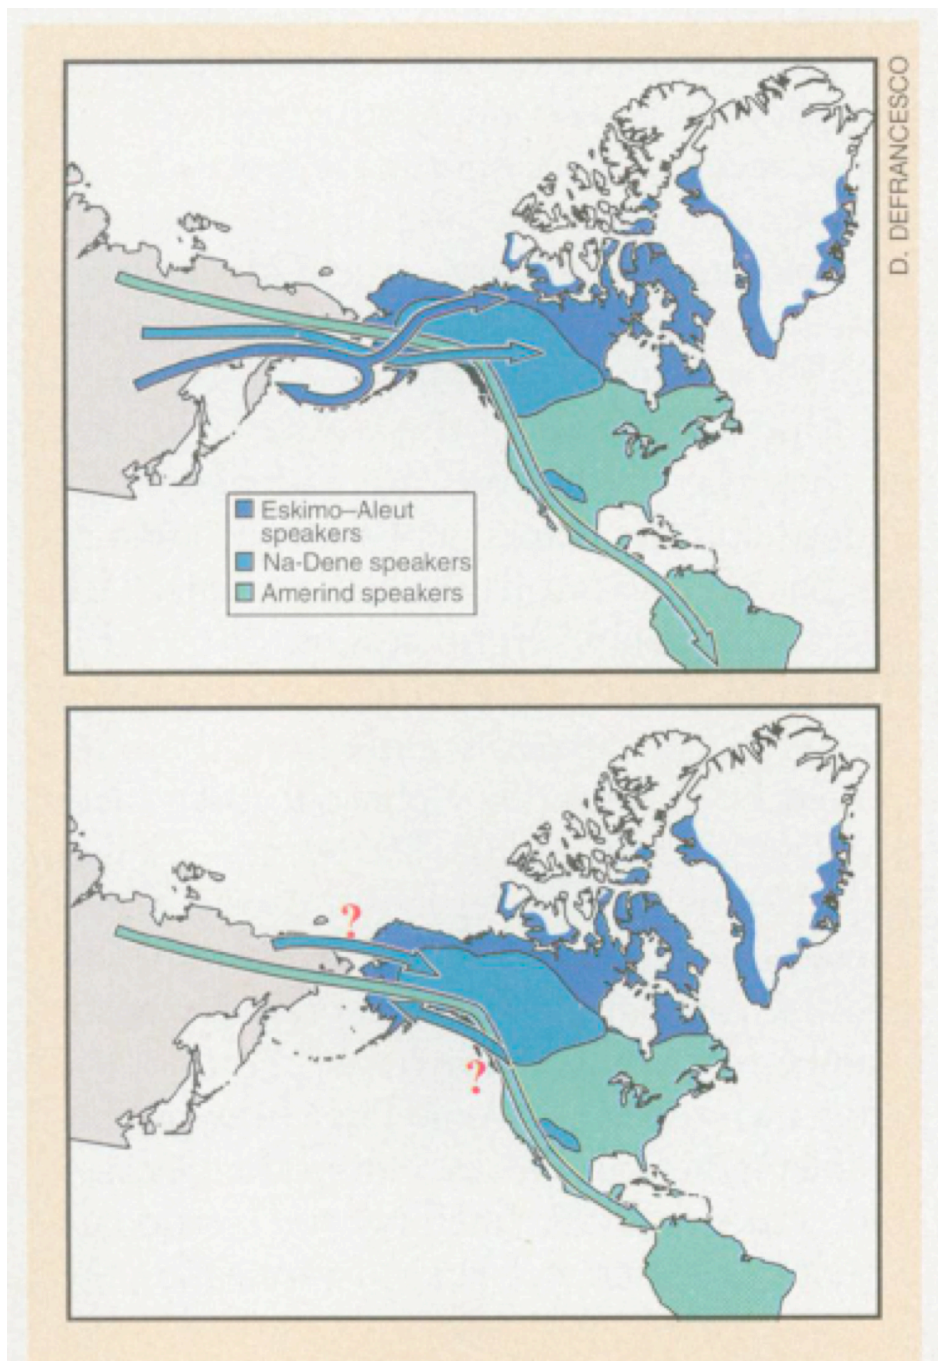 D. DEFRANCESCO
Eskimo–Aleut
speakers
Na-Dene speakers
Amerind speakers
?
?